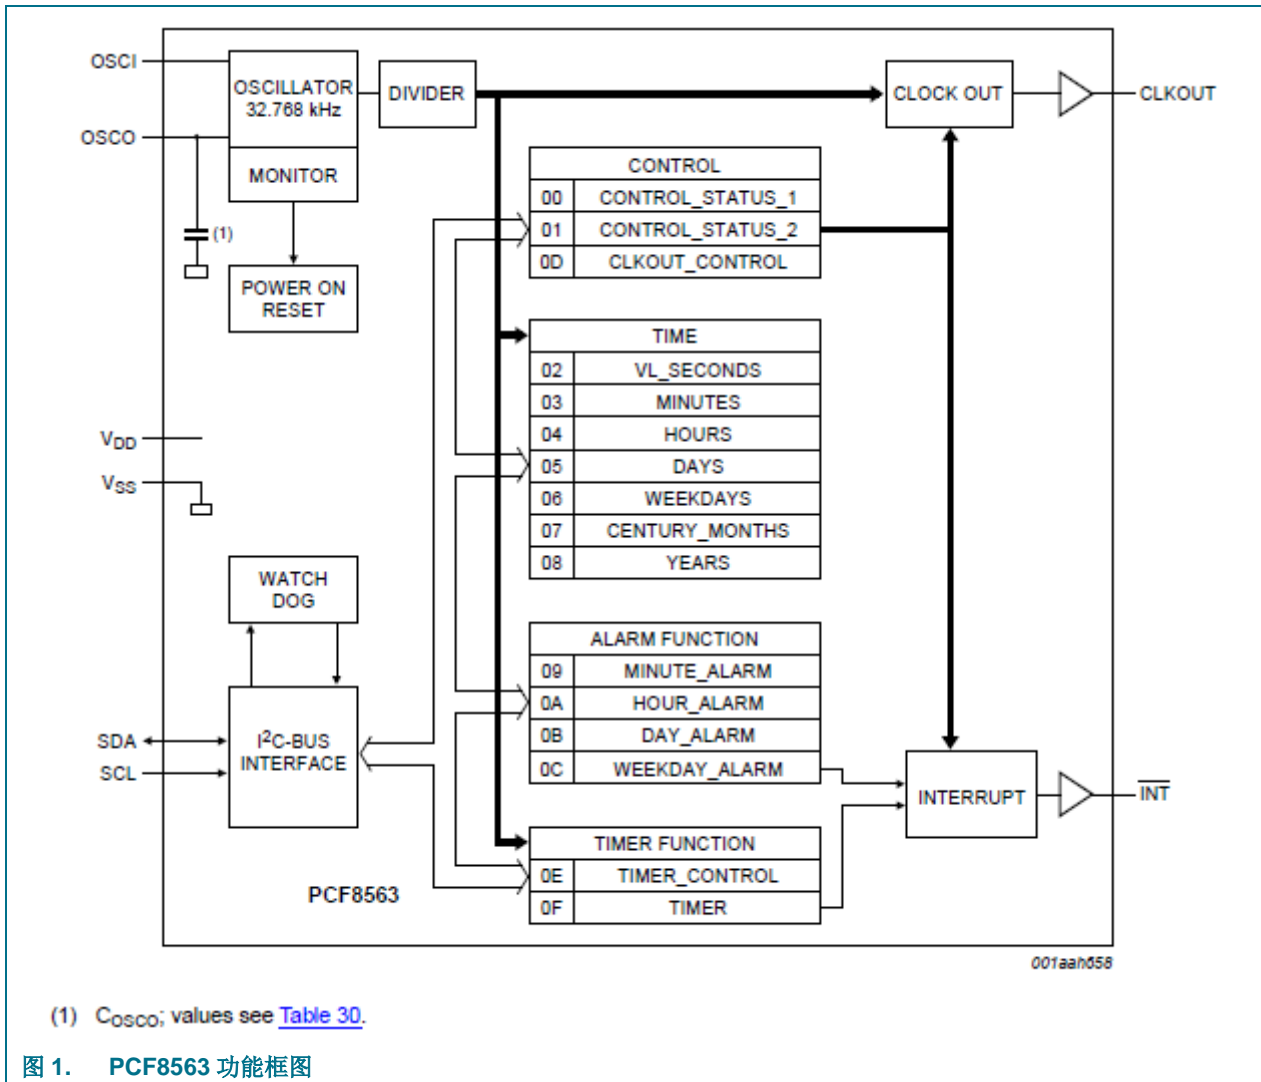 OSCI
OSCILLATOR
32.768 kHz
DIVIDER
CLOCK OUT
CLKOUT
OSCO
MONITOR
(1)
POWER ON
RESET
CONTROL
00 CONTROL_STATUS_1
01 CONTROL_STATUS_2
0D CLKOUT_CONTROL
TIME
02 VL_SECONDS
03 MINUTES
04 HOURS
05 DAYS
06 WEEKDAYS
07 CENTURY_MONTHS
08 YEARS
VDD
VSS
WATCH
DOG
ALARM FUNCTION
09 MINUTE_ALARM
0A HOUR_ALARM
0B DAY_ALARM
0C WEEKDAY_ALARM
SDA
SCL
I²C-BUS
INTERFACE
INTERRUPT
INT
TIMER FUNCTION
0E TIMER_CONTROL
0F TIMER
PCF8563
001aah658
(1) COSCO; values see Table 30.
图 1. PCF8563 功能框图